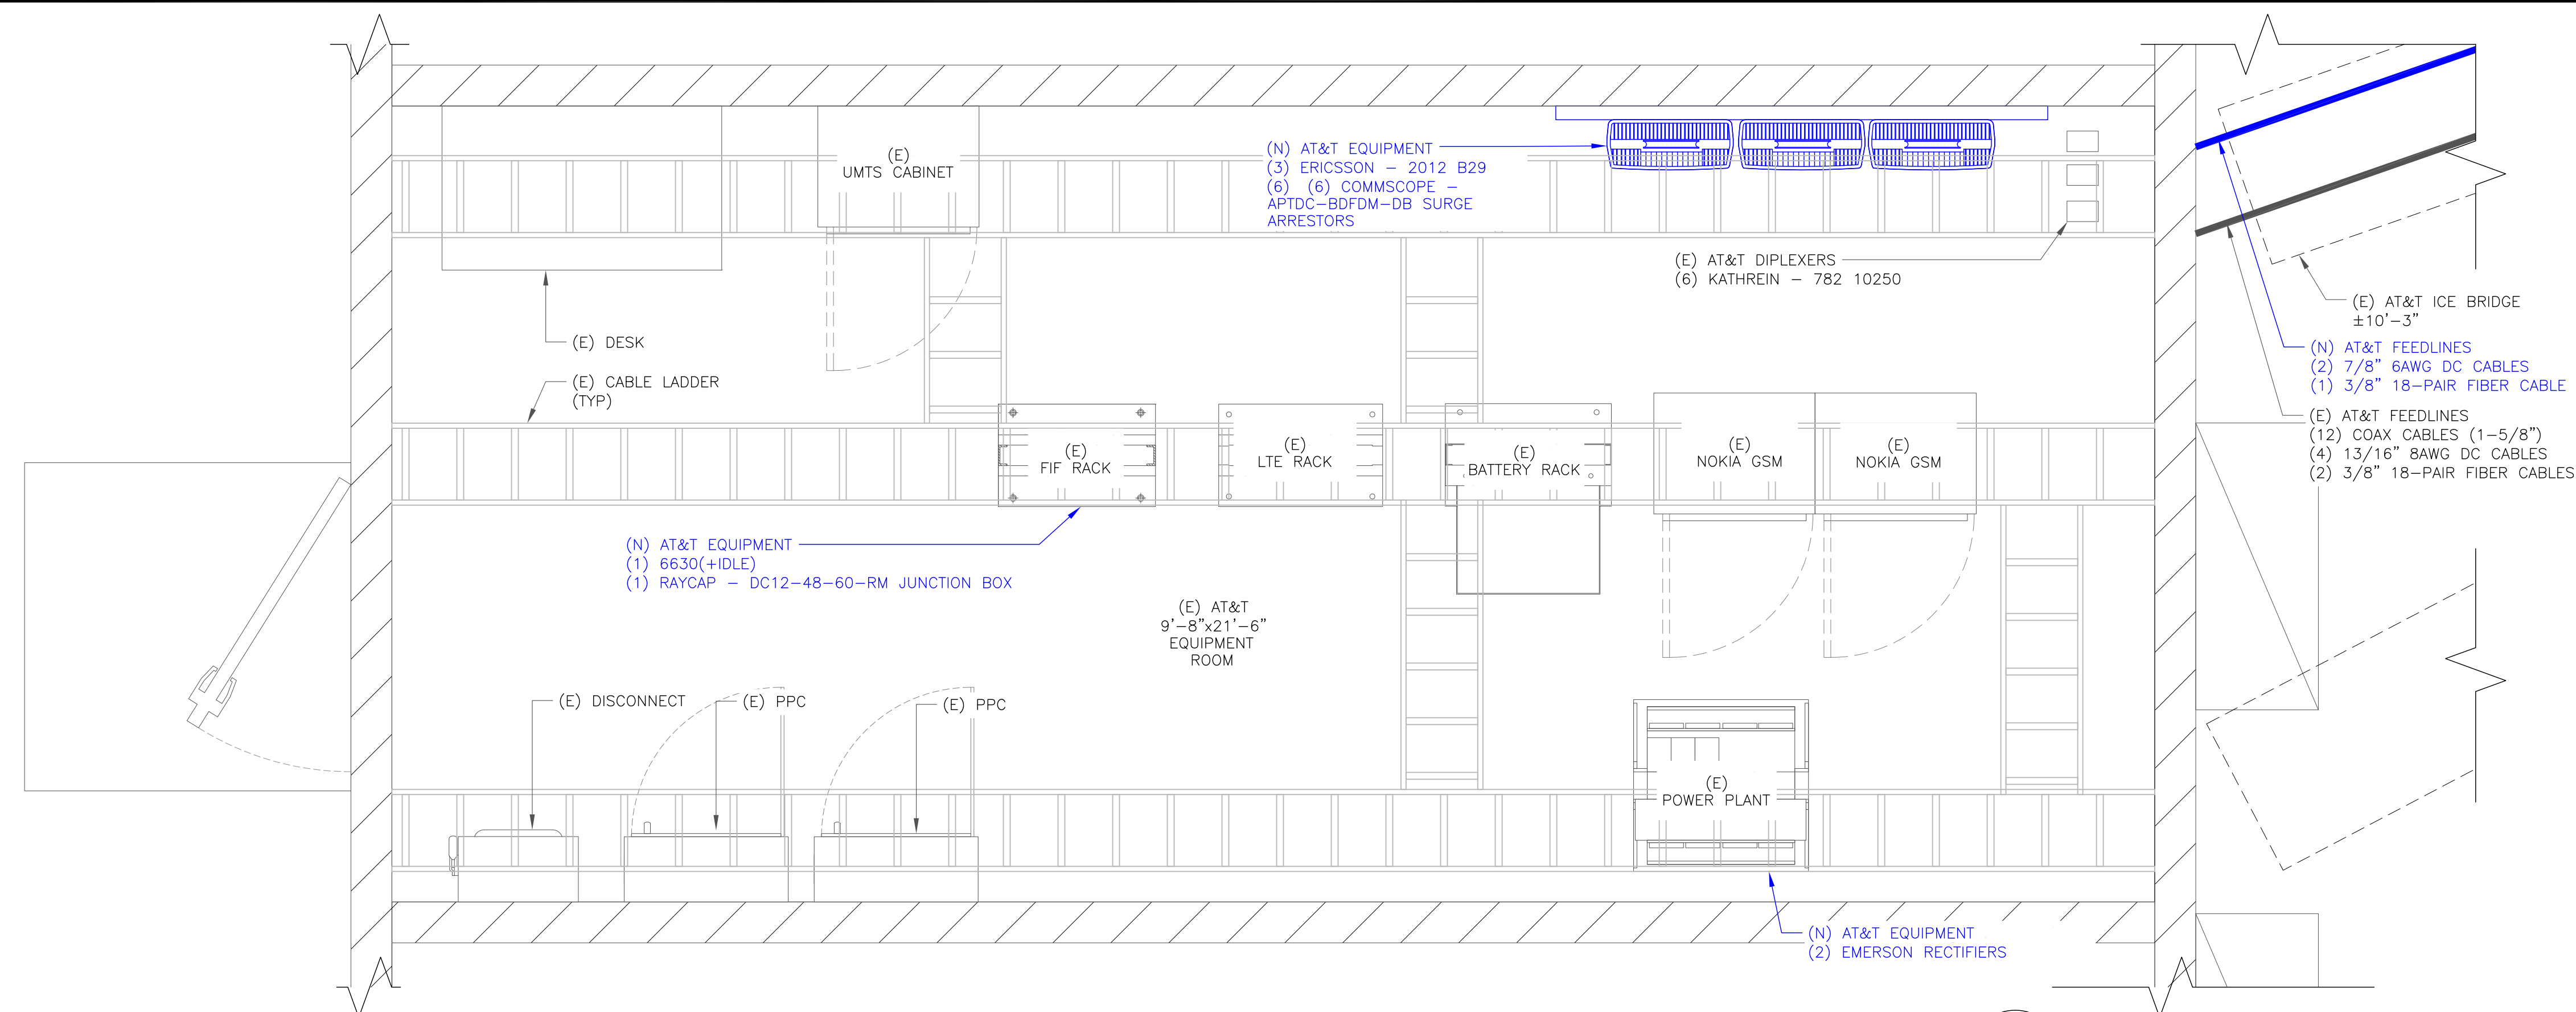 (E)
UMTS CABINET
(N) AT&T EQUIPMENT
(3) ERICSSON - 2012 B29
(6) (6) COMMSCOPE -
APTDC-BDFDM-DB SURGE
ARRESTORS
(E) AT&T DIPLEXERS
(6) KATHREIN - 782 10250
(E) AT&T ICE BRIDGE
±10'-3"
(N) AT&T FEEDLINES
(2) 7/8" 6AWG DC CABLES
(1) 3/8" 18-PAIR FIBER CABLE
(E) AT&T FEEDLINES
(12) COAX CABLES (1-5/8")
(4) 13/16" 8AWG DC CABLES
(2) 3/8" 18-PAIR FIBER CABLES
(E) DESK
(E) CABLE LADDER
(TYP)
(E)
FIF RACK
(E)
LTE RACK
(E)
BATTERY RACK
(E)
NOKIA GSM
(E)
NOKIA GSM
(N) AT&T EQUIPMENT
(1) 6630(+IDLE)
(1) RAYCAP - DC12-48-60-RM JUNCTION BOX
(E) AT&T
9'-8"x21'-6"
EQUIPMENT
ROOM
(E) DISCONNECT
(E) PPC
(E) PPC
(E)
POWER PLANT
(N) AT&T EQUIPMENT
(2) EMERSON RECTIFIERS